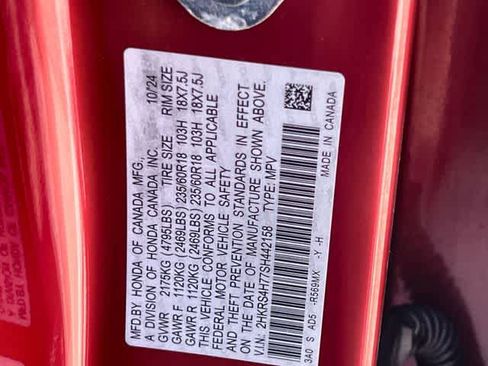 MFD.BY HONDA OF CANADA MFG.
A DIVISION OF HONDA CANADA INC. 10/24
GVWR 2175KG (4795LBS) TIRE SIZE RIM SIZE
GAWR F 1120KG (2469LBS) 235/60R18 103H 18X7.5J
GAWR R 1120KG (2469LBS) 235/60R18 103H 18X7.5J
THIS VEHICLE CONFORMS TO ALL APPLICABLE
FEDERAL MOTOR VEHICLE SAFETY
AND THEFT PREVENTION STANDARDS IN EFFECT
ON THE DATE OF MANUFACTURE SHOWN ABOVE.
V.I.N: 2HKRS4H77SH442158 TYPE: MPV
3A0 S AD5 -R569MX -Y -H
MADE IN CANADA